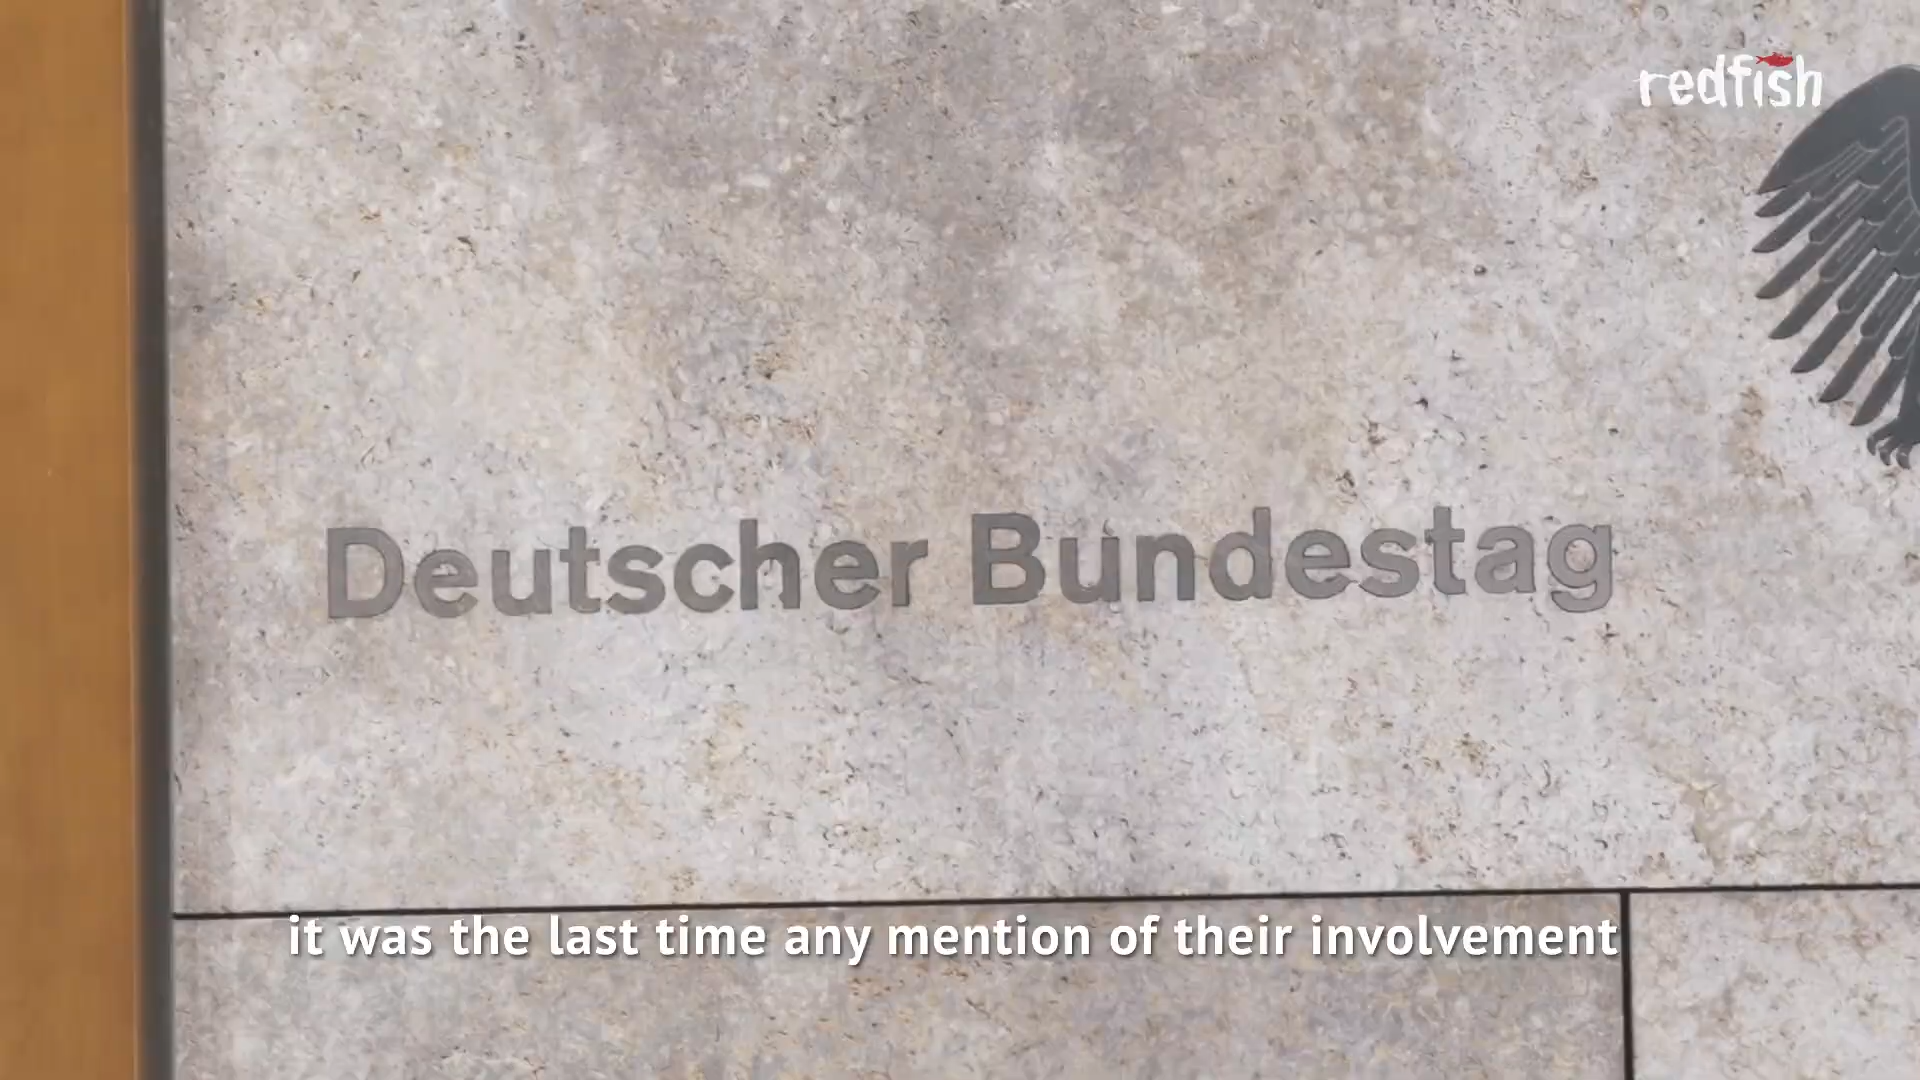 redfish
Deutscher Bundestag
it was the last time any mention of their involvement